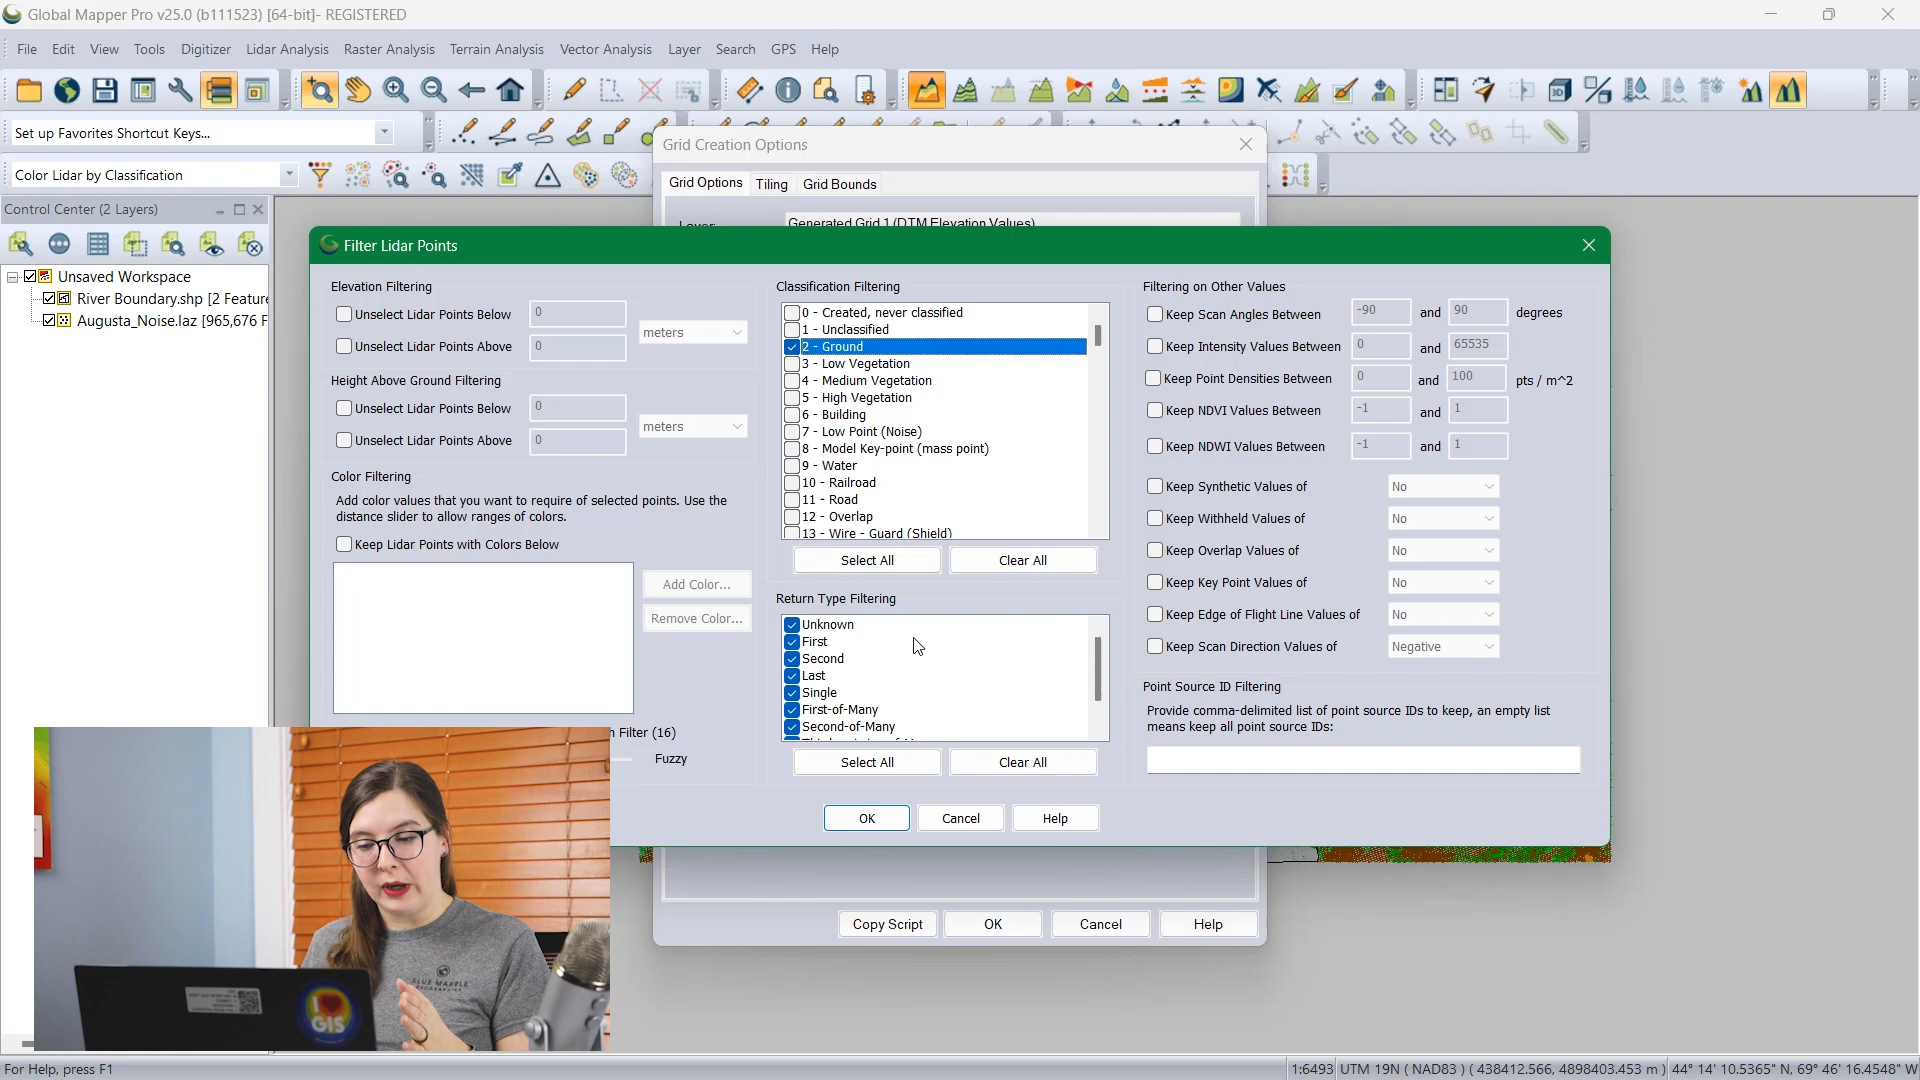 Global Mapper Pro v25.0 (b111523) [64-bit]- REGISTERED
File Edit View Tools Digitizer Lidar Analysis Raster Analysis Terrain Analysis Vector Analysis Layer Search GPS Help
Set up Favorites Shortcut Keys...
Color Lidar by Classification
Control Center (2 Layers)
Unsaved Workspace
River Boundary.shp [2 Feature
Augusta_Noise.laz [965,676 F
Grid Creation Options
Grid Options Tiling Grid Bounds
Layer: Generated Grid 1 (DTM Elevation Values)
Filter Lidar Points
Elevation Filtering
Unselect Lidar Points Below 0
meters
Unselect Lidar Points Above 0
Height Above Ground Filtering
Unselect Lidar Points Below 0
meters
Unselect Lidar Points Above 0
Color Filtering
Add color values that you want to require of selected points. Use the
distance slider to allow ranges of colors.
Keep Lidar Points with Colors Below
Add Color...
Remove Color...
Filter (16)
Fuzzy
Classification Filtering
0 - Created, never classified
1 - Unclassified
2 - Ground
3 - Low Vegetation
4 - Medium Vegetation
5 - High Vegetation
6 - Building
7 - Low Point (Noise)
8 - Model Key-point (mass point)
9 - Water
10 - Railroad
11 - Road
12 - Overlap
13 - Wire - Guard (Shield)
Select All Clear All
Return Type Filtering
Unknown
First
Second
Last
Single
First-of-Many
Second-of-Many
Select All Clear All
Filtering on Other Values
Keep Scan Angles Between -90 and 90 degrees
Keep Intensity Values Between 0 and 65535
Keep Point Densities Between 0 and 100 pts / m^2
Keep NDVI Values Between -1 and 1
Keep NDWI Values Between -1 and 1
Keep Synthetic Values of No
Keep Withheld Values of No
Keep Overlap Values of No
Keep Key Point Values of No
Keep Edge of Flight Line Values of No
Keep Scan Direction Values of Negative
Point Source ID Filtering
Provide comma-delimited list of point source IDs to keep, an empty list
means keep all point source IDs:
OK Cancel Help
Copy Script OK Cancel Help
BLUE MARBLE
I
GIS
For Help, press F1
1:6493 UTM 19N ( NAD83 ) ( 438412.566, 4898403.453 m ) 44° 14' 10.5365" N, 69° 46' 16.4548" W